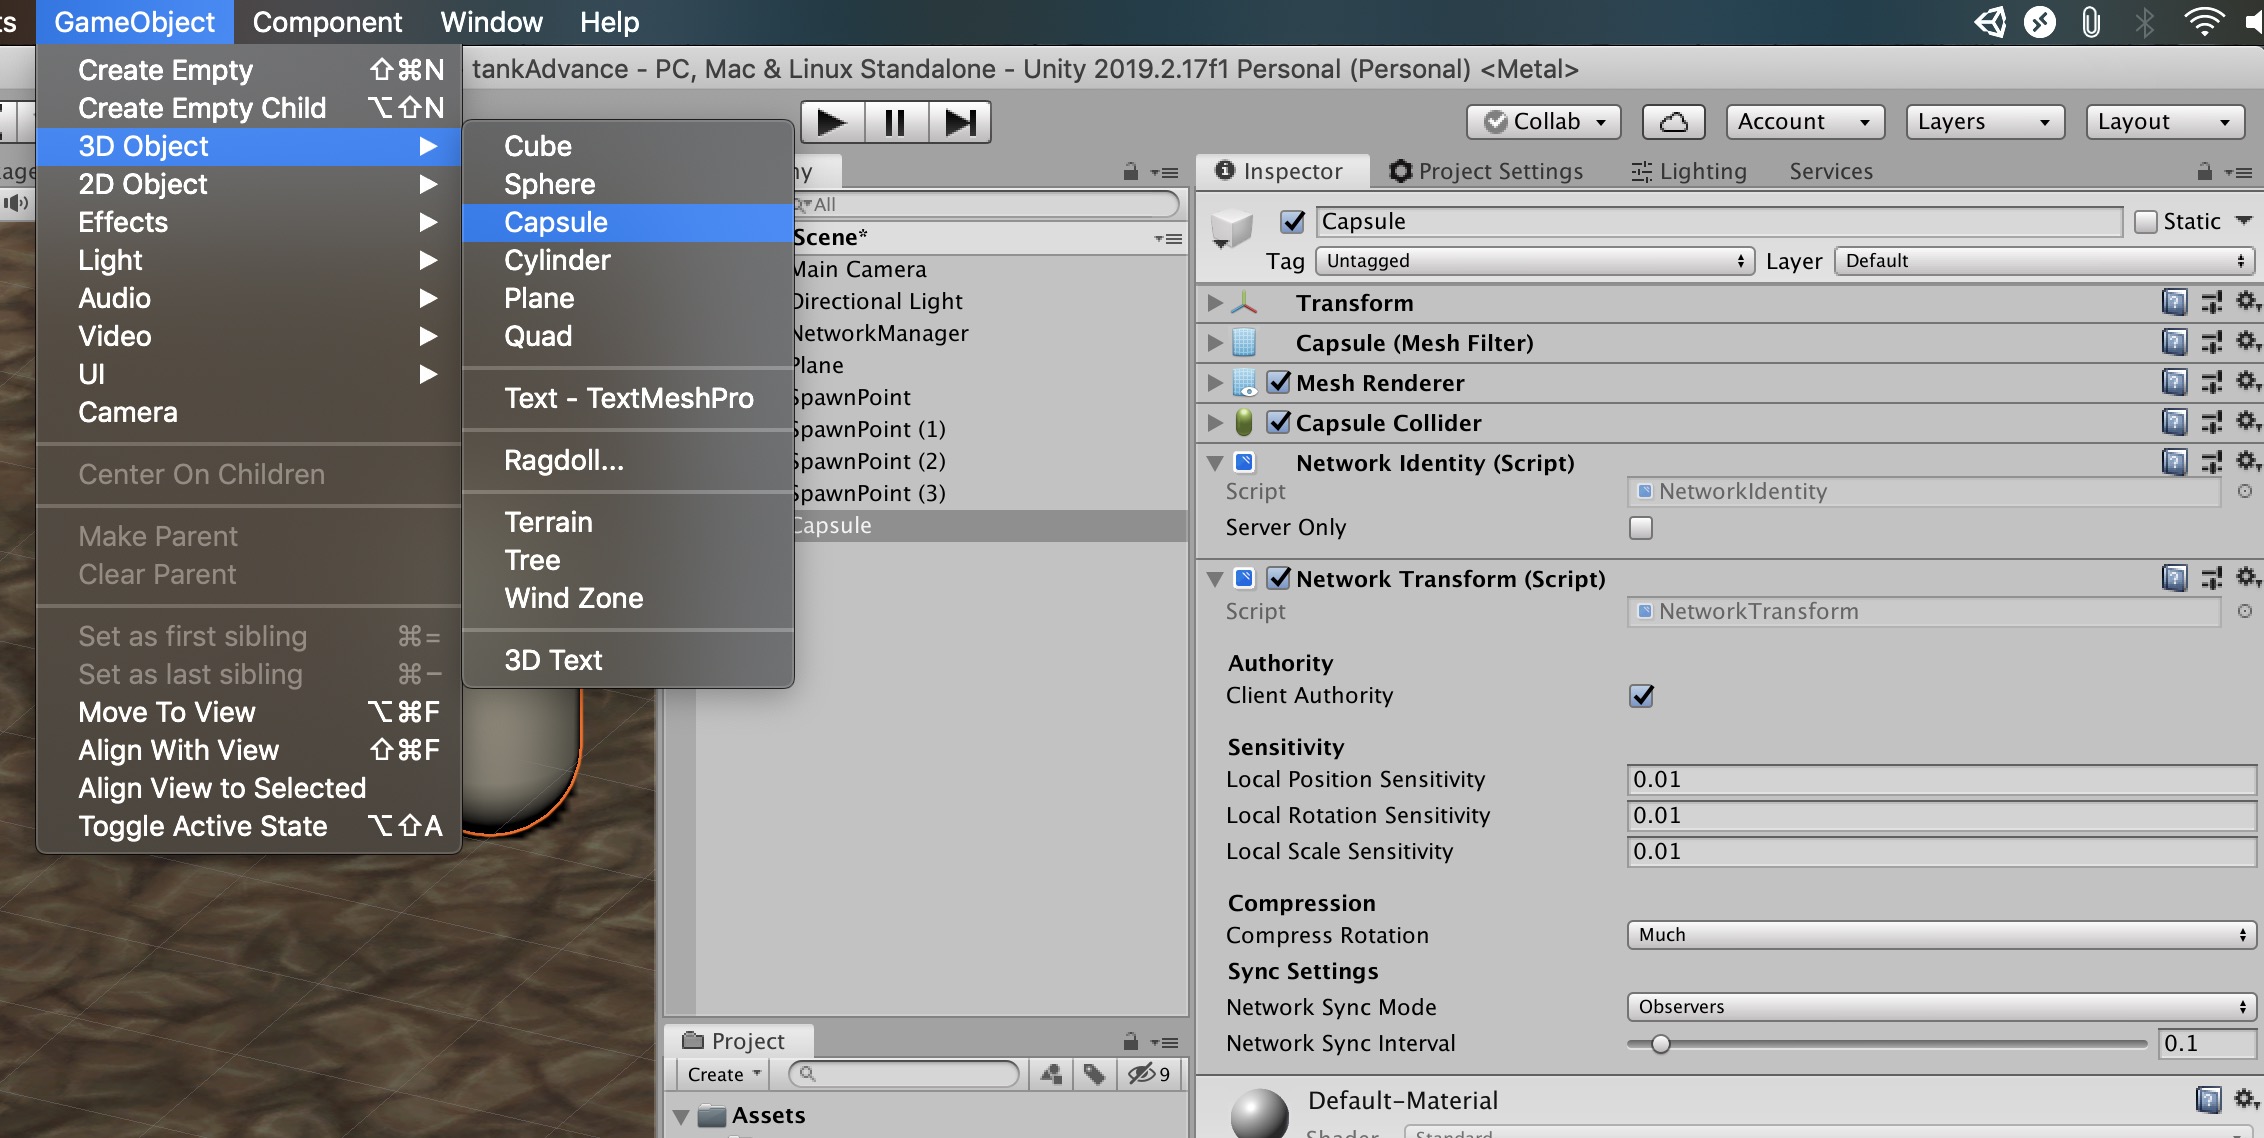 GameObject Component Window Help
tankAdvance - PC, Mac & Linux Standalone - Unity 2019.2.17f1 Personal (Personal) <Metal>
Create Empty ⇧⌘N
Create Empty Child ⌥⇧N
3D Object
2D Object
Effects
Light
Audio
Video
UI
Camera
Center On Children
Make Parent
Clear Parent
Set as first sibling ⌘=
Set as last sibling ⌘−
Move To View ⌥⌘F
Align With View ⇧⌘F
Align View to Selected
Toggle Active State ⌥⇧A
Cube
Sphere
Capsule
Cylinder
Plane
Quad
Text - TextMeshPro
Ragdoll...
Terrain
Tree
Wind Zone
3D Text
Collab
Account
Layers
Layout
All
Scene*
Main Camera
Directional Light
NetworkManager
Plane
SpawnPoint
SpawnPoint (1)
SpawnPoint (2)
SpawnPoint (3)
Capsule
Project
Create
9
Assets
Inspector Project Settings Lighting Services
Capsule Static
Tag Untagged Layer Default
Transform
Capsule (Mesh Filter)
Mesh Renderer
Capsule Collider
Network Identity (Script)
Script NetworkIdentity
Server Only
Network Transform (Script)
Script NetworkTransform
Authority
Client Authority
Sensitivity
Local Position Sensitivity 0.01
Local Rotation Sensitivity 0.01
Local Scale Sensitivity 0.01
Compression
Compress Rotation Much
Sync Settings
Network Sync Mode Observers
Network Sync Interval 0.1
Default-Material
Shader Standard